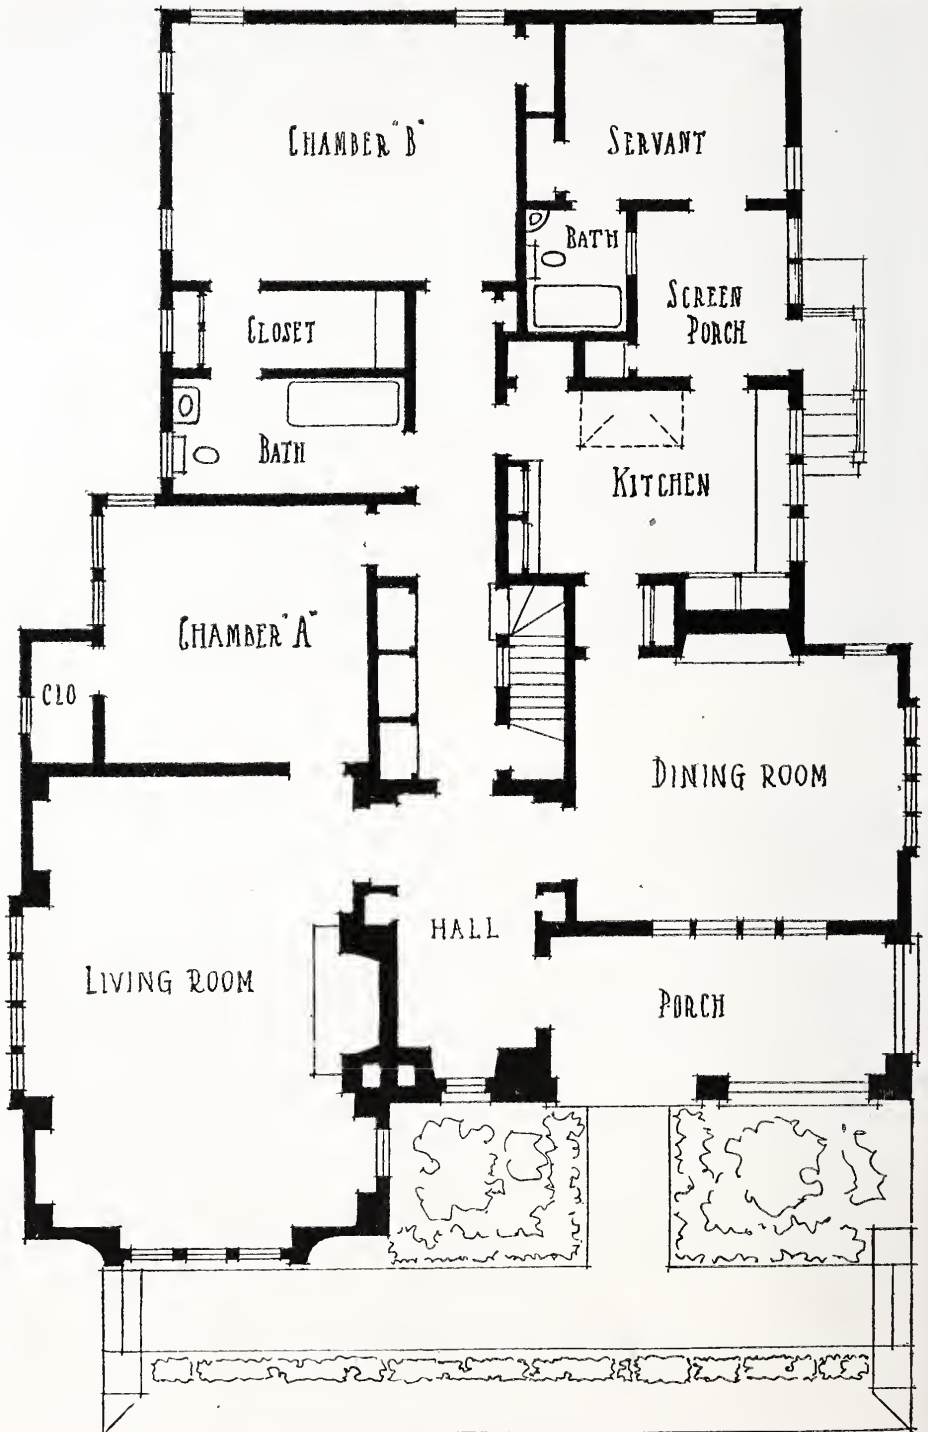 CHAMBER "B"
SERVANT
BATH
SCREEN
PORCH
CLOSET
BATH
KITCHEN
CHAMBER "A"
CLO
DINING ROOM
HALL
LIVING ROOM
PORCH